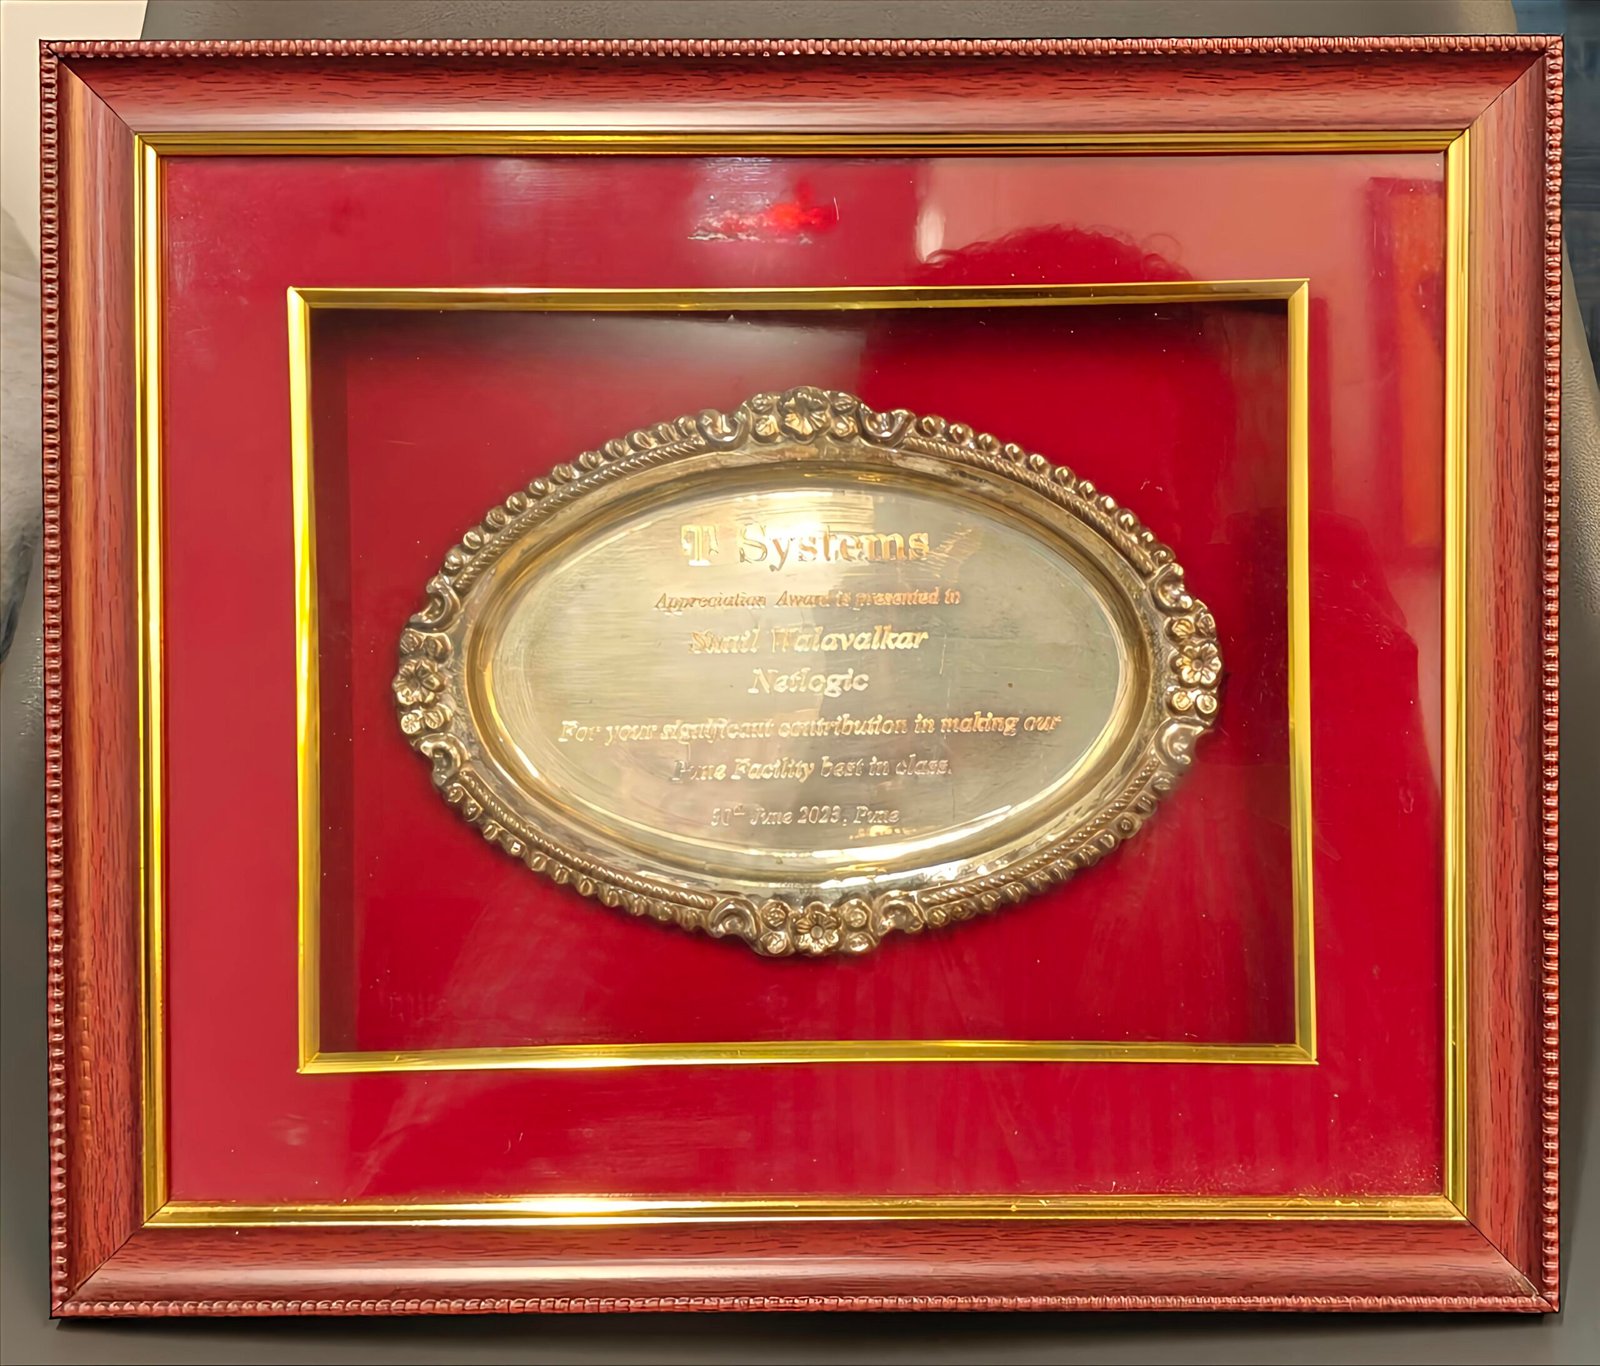 T Systems
Appreciation Award is presented to
Sunil Walavalkar
Netlogic
For your significant contribution in making our
Pune Facility best in class.
30th June 2023, Pune